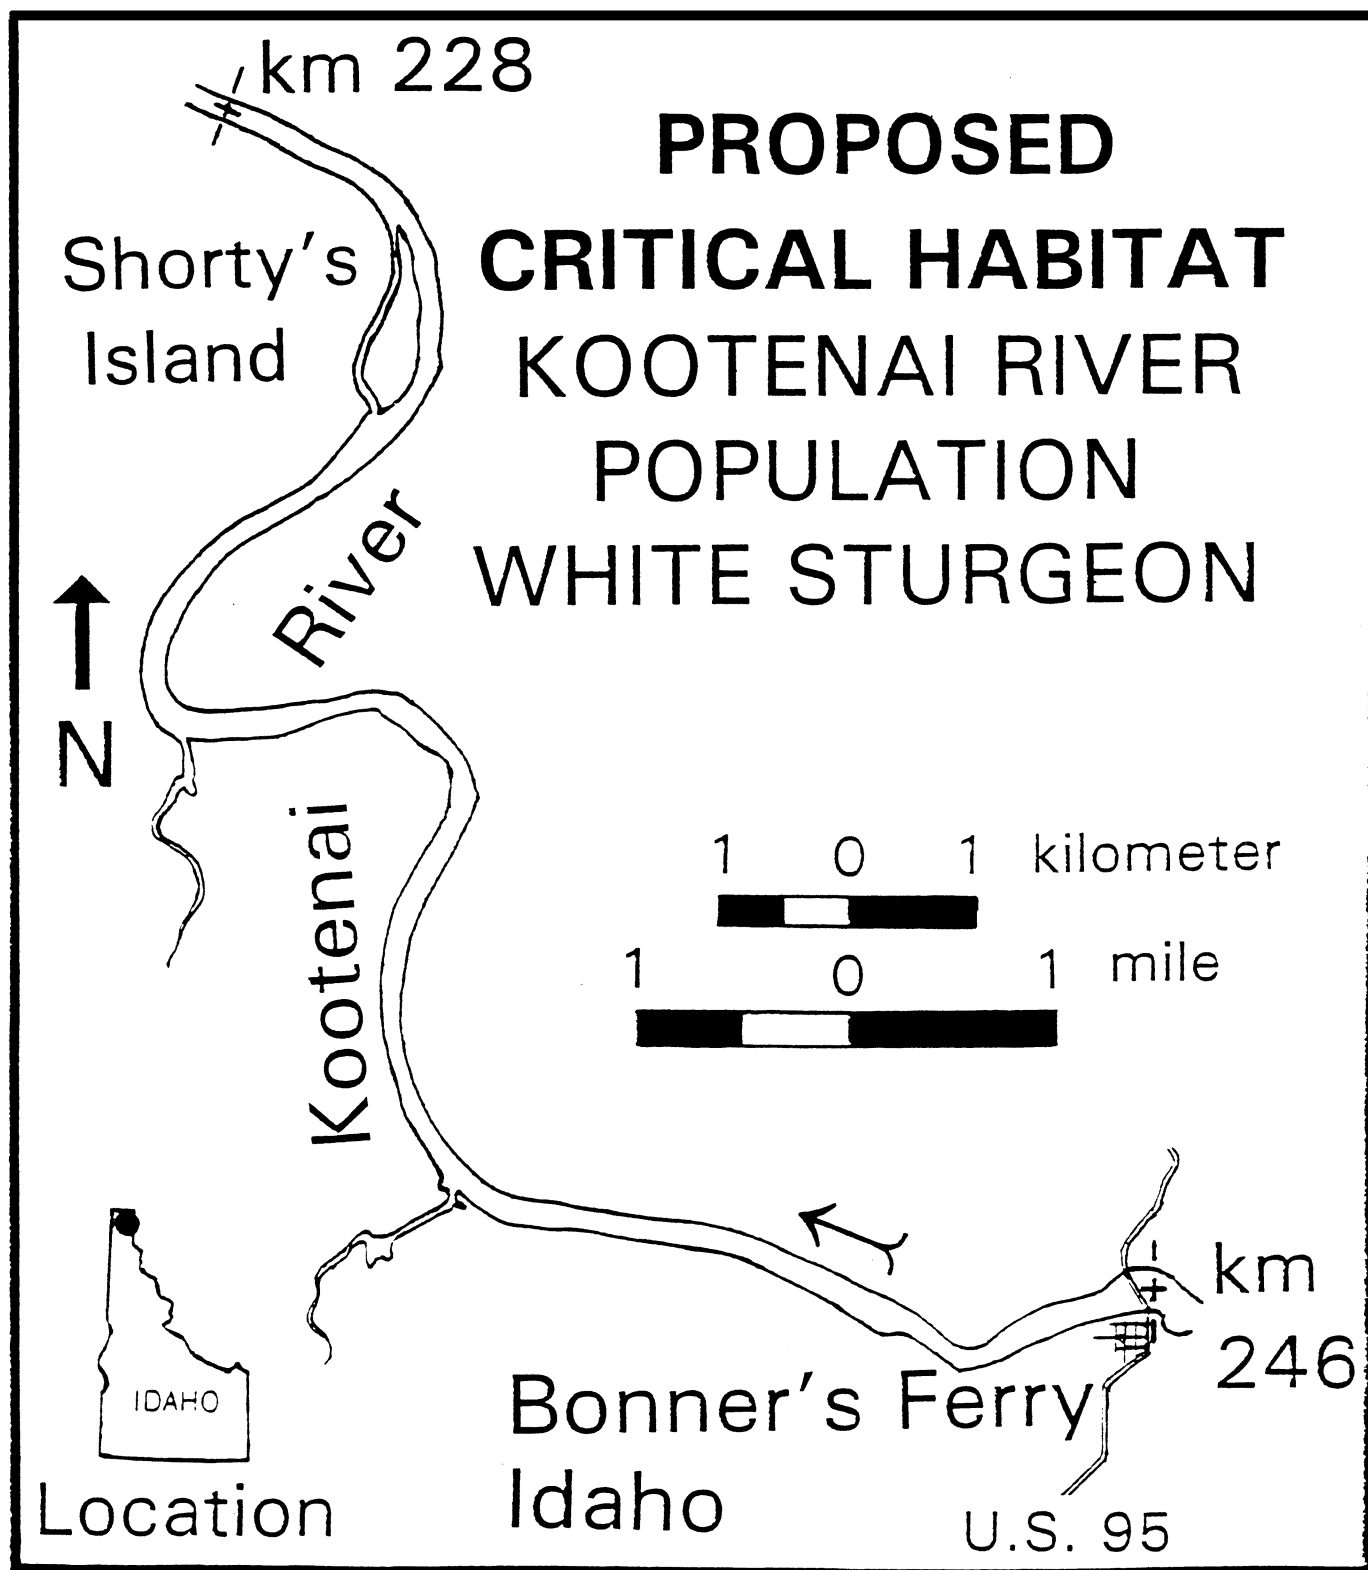 km 228
PROPOSED
CRITICAL HABITAT
KOOTENAI RIVER
POPULATION
WHITE STURGEON
Shorty's
Island
River
N
Kootenai
1 0 1 kilometer
1 0 1 mile
km
246
IDAHO
Location
Bonner's Ferry
Idaho
U.S. 95